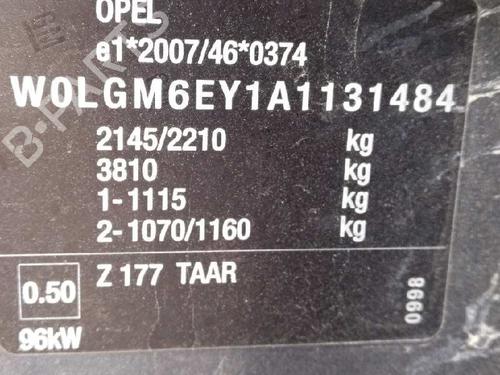 OPEL
e1*2007/46*0374
W0LGM6EY1A1131484
2145/2210 kg
3810 kg
1-1115 kg
2-1070/1160 kg
0.50 Z 177 TAAR
96kW
0998
B-PARTS